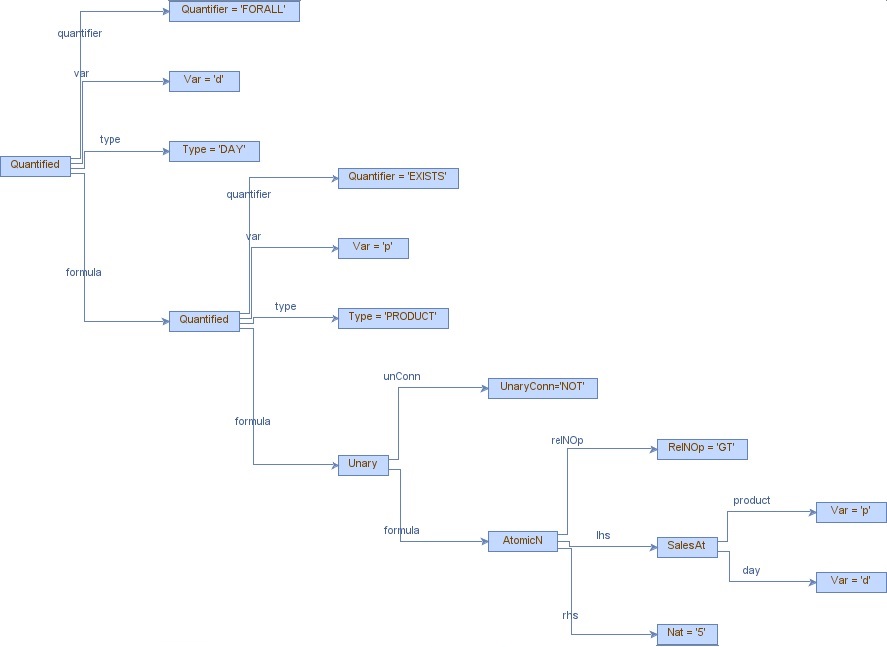 Quantifier = 'FORALL'
quantifier
var
Var = 'd'
type
Type = 'DAY'
Quantified
Quantifier = 'EXISTS'
quantifier
var
Var = 'p'
formula
type
Type = 'PRODUCT'
Quantified
unConn
UnaryConn='NOT'
formula
relNOp
RelNOp = 'GT'
Unary
product
Var = 'p'
formula
lhs
AtomicN
SalesAt
day
Var = 'd'
rhs
Nat = '5'